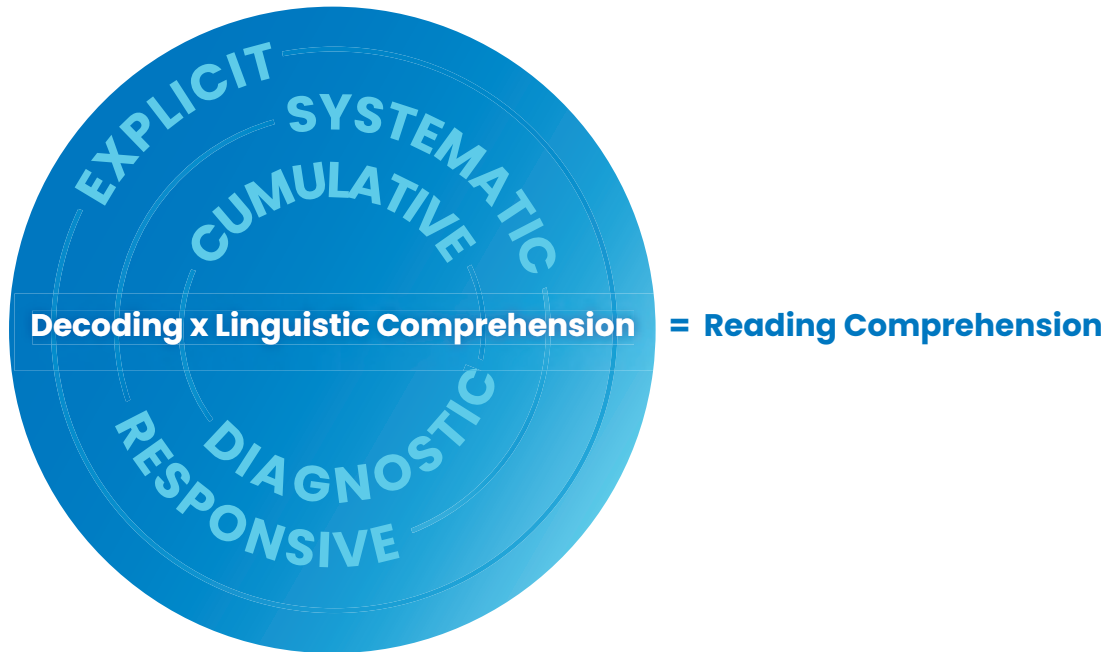 EXPLICIT
SYSTEMATIC
CUMULATIVE
Decoding x Linguistic Comprehension = Reading Comprehension
DIAGNOSTIC
RESPONSIVE